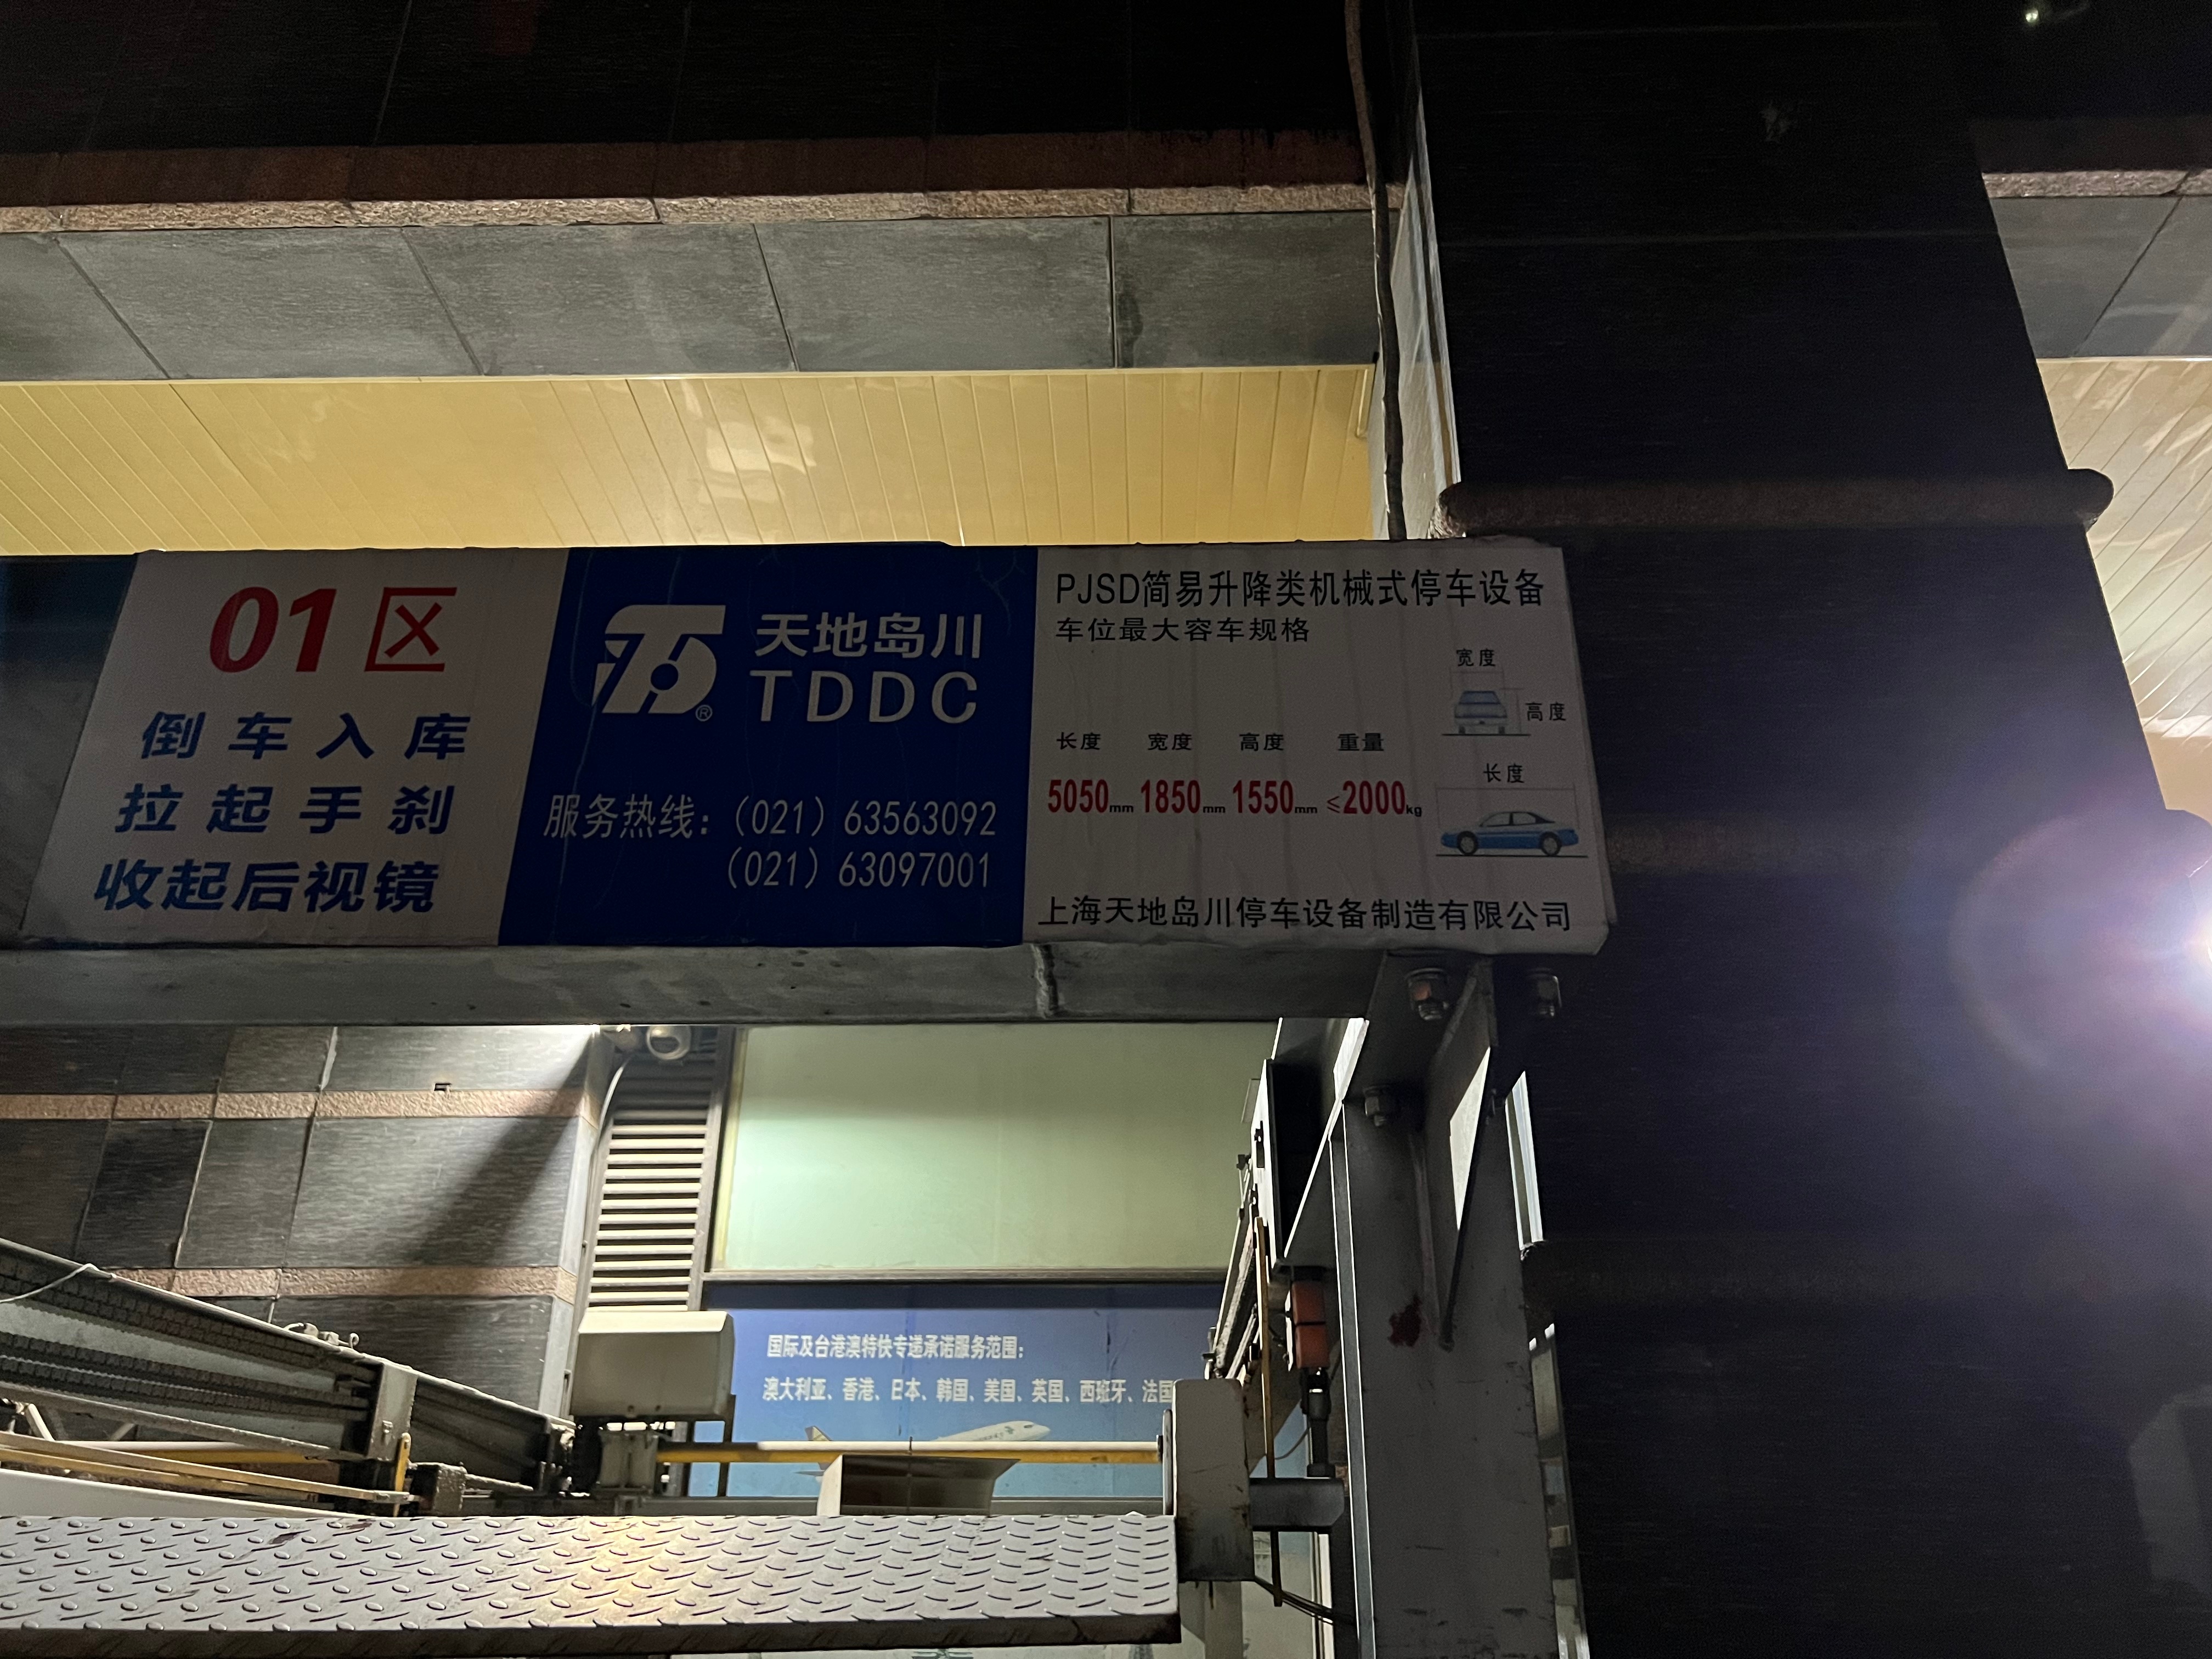 01区
倒车入库
拉起手刹
收起后视镜
天地岛川
®
TDDC
服务热线：（021）63563092
（021）63097001
PJSD简易升降类机械式停车设备
车位最大容车规格
宽度
高度
长度 宽度 高度 重量
长度
5050mm 1850mm 1550mm ≤2000kg
上海天地岛川停车设备制造有限公司
国际及台港澳特快专递承诺服务范围：
澳大利亚、香港、日本、韩国、美国、英国、西班牙、法国